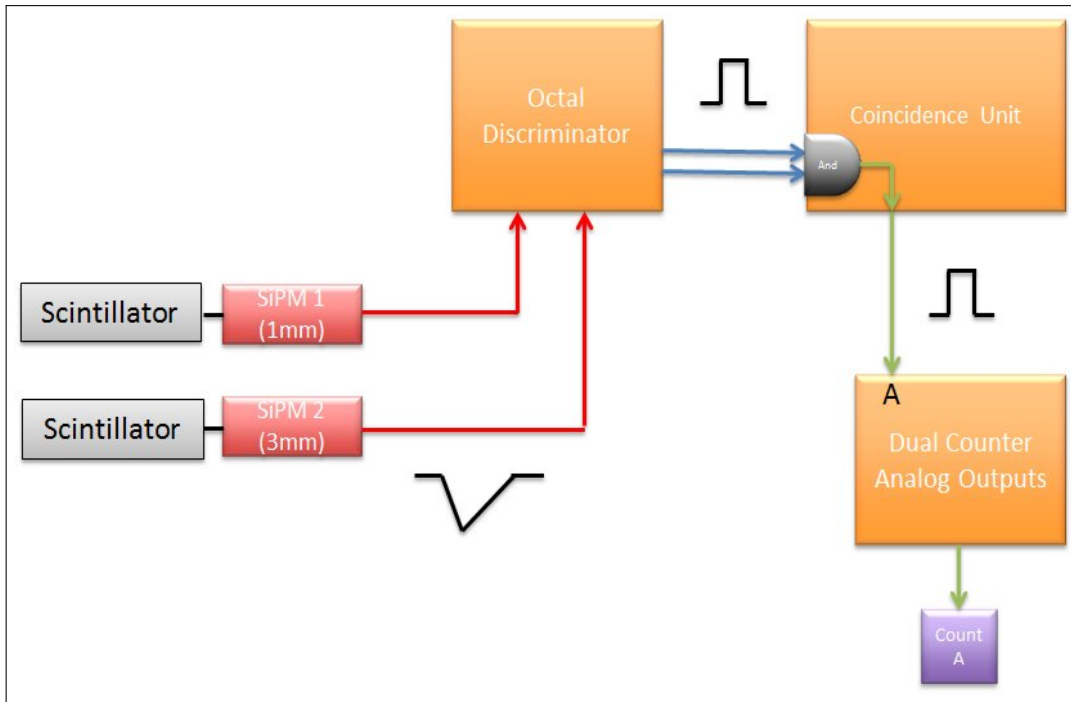 Octal
Discriminator
Coincidence Unit
And
Scintillator
SiPM 1
(1mm)
Scintillator
SiPM 2
(3mm)
A
Dual Counter
Analog Outputs
Count
A